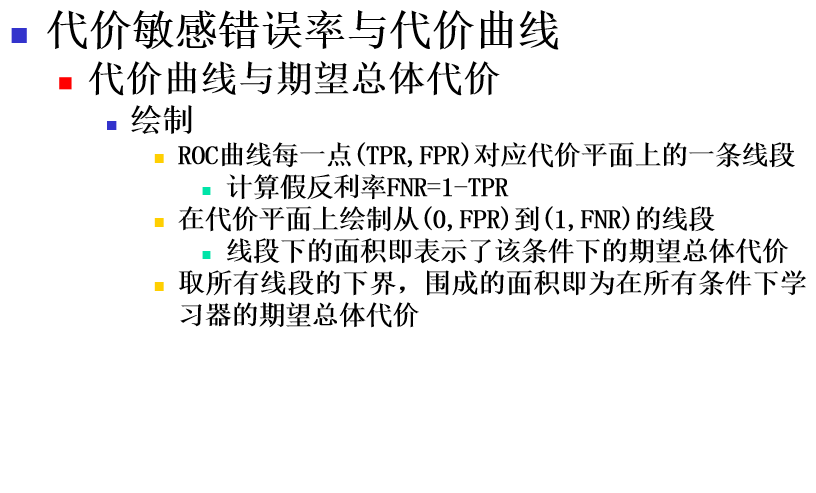 代价敏感错误率与代价曲线
代价曲线与期望总体代价
绘制
ROC曲线每一点(TPR,FPR)对应代价平面上的一条线段
计算假反利率FNR=1-TPR
在代价平面上绘制从(0,FPR)到(1,FNR)的线段
线段下的面积即表示了该条件下的期望总体代价
取所有线段的下界，围成的面积即为在所有条件下学
习器的期望总体代价